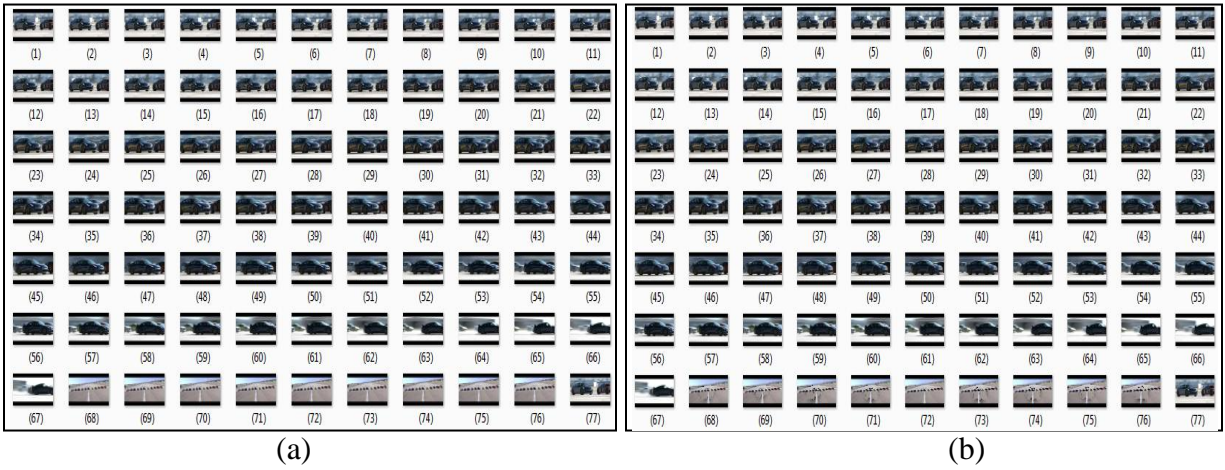 (1) (2) (3) (4) (5) (6) (7) (8) (9) (10) (11)
(12) (13) (14) (15) (16) (17) (18) (19) (20) (21) (22)
(23) (24) (25) (26) (27) (28) (29) (30) (31) (32) (33)
(34) (35) (36) (37) (38) (39) (40) (41) (42) (43) (44)
(45) (46) (47) (48) (49) (50) (51) (52) (53) (54) (55)
(56) (57) (58) (59) (60) (61) (62) (63) (64) (65) (66)
(67) (68) (69) (70) (71) (72) (73) (74) (75) (76) (77)
(a)
(1) (2) (3) (4) (5) (6) (7) (8) (9) (10) (11)
(12) (13) (14) (15) (16) (17) (18) (19) (20) (21) (22)
(23) (24) (25) (26) (27) (28) (29) (30) (31) (32) (33)
(34) (35) (36) (37) (38) (39) (40) (41) (42) (43) (44)
(45) (46) (47) (48) (49) (50) (51) (52) (53) (54) (55)
(56) (57) (58) (59) (60) (61) (62) (63) (64) (65) (66)
(67) (68) (69) (70) (71) (72) (73) (74) (75) (76) (77)
(b)